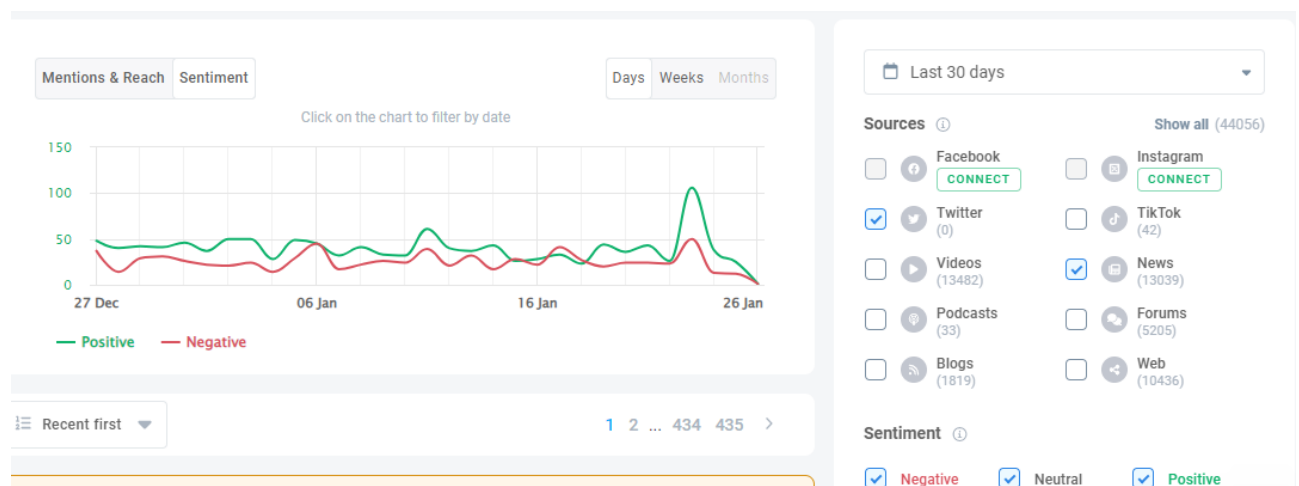 Mentions & Reach Sentiment
Days Weeks Months
Click on the chart to filter by date
150
100
50
0
27 Dec 06 Jan 16 Jan 26 Jan
Positive Negative
Recent first
1 2 ... 434 435 >
Last 30 days
Sources Show all (44056)
Facebook
CONNECT
Instagram
CONNECT
Twitter
(0)
TikTok
(42)
Videos
(13482)
News
(13039)
Podcasts
(33)
Forums
(5205)
Blogs
(1819)
Web
(10436)
Sentiment
Negative Neutral Positive